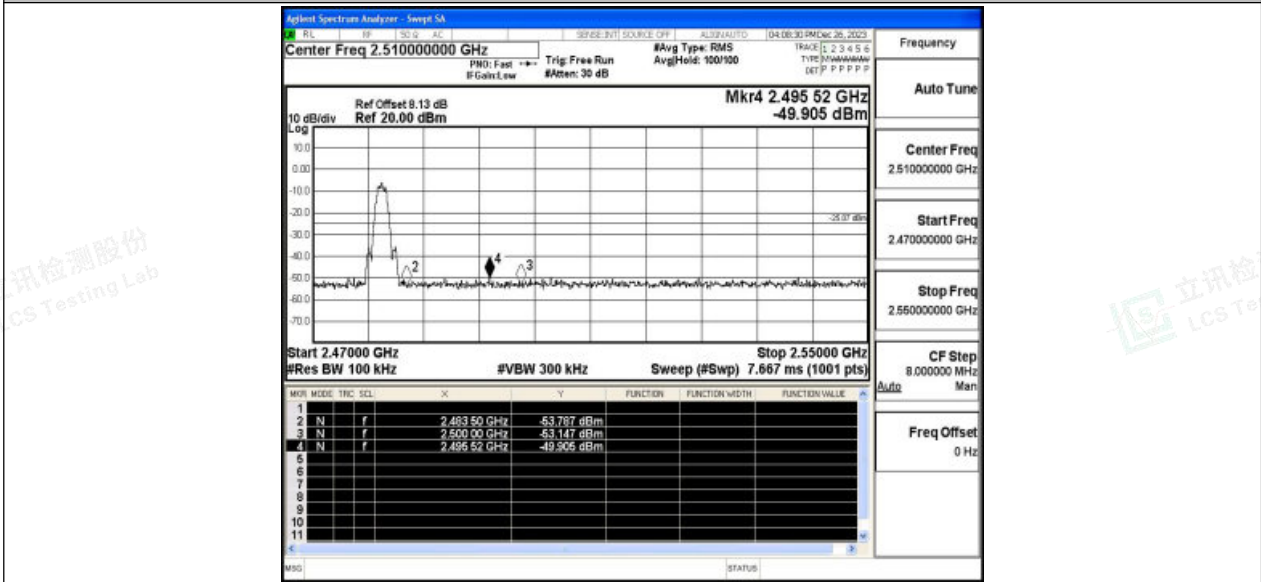 Agilent Spectrum Analyzer - Swept SA
RL RF 50 Ω AC SENSE:INT SOURCE OFF ALIGNAUTO 04:08:30 PM Dec 26, 2023
Center Freq 2.510000000 GHz
PNO: Fast
IFGain:Low
Trig: Free Run
#Atten: 30 dB
#Avg Type: RMS
Avg|Hold: 100/100
TRACE 1 2 3 4 5 6
TYPE MWWWWW
DET P P P P P P
Frequency
Mkr4 2.495 52 GHz
-49.905 dBm
Ref Offset 8.13 dB
10 dB/div Ref 20.00 dBm
Log
10.0
0.00
-10.0
-20.0
-25.07 dBm
-30.0
-40.0
-50.0
-60.0
-70.0
2
4
3
Start 2.47000 GHz Stop 2.55000 GHz
#Res BW 100 kHz #VBW 300 kHz Sweep (#Swp) 7.667 ms (1001 pts)
MKR MODE TRC SCL X Y FUNCTION FUNCTION WIDTH FUNCTION VALUE
1
2 N f 2.483 50 GHz -53.787 dBm
3 N f 2.500 00 GHz -53.147 dBm
4 N f 2.495 52 GHz -49.905 dBm
5
6
7
8
9
10
11
MSG STATUS
Auto Tune
Center Freq
2.510000000 GHz
Start Freq
2.470000000 GHz
Stop Freq
2.550000000 GHz
CF Step
8.000000 MHz
Auto Man
Freq Offset
0 Hz
讯检测股份
LCS Testing Lab
立讯检
LCS Te